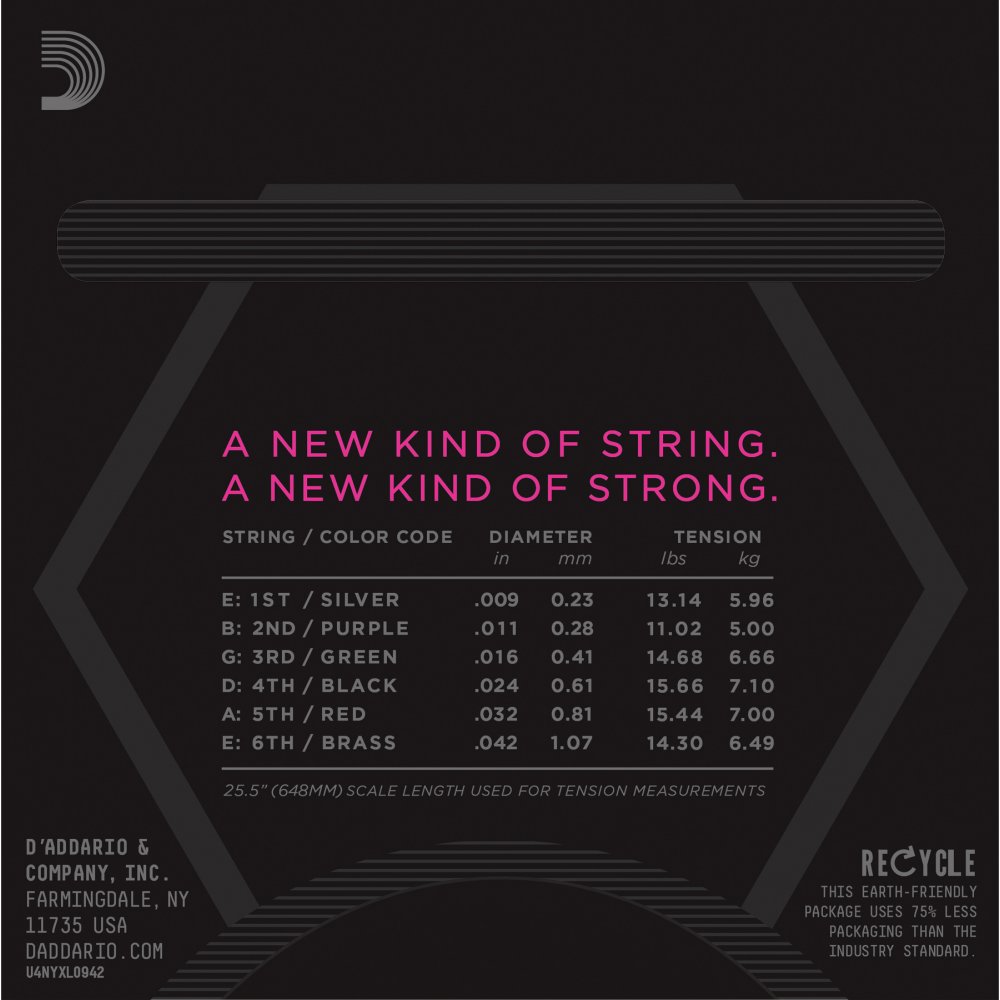 A NEW KIND OF STRING.
A NEW KIND OF STRONG.
STRING / COLOR CODE DIAMETER TENSION
in mm lbs kg
E: 1ST / SILVER .009 0.23 13.14 5.96
B: 2ND / PURPLE .011 0.28 11.02 5.00
G: 3RD / GREEN .016 0.41 14.68 6.66
D: 4TH / BLACK .024 0.61 15.66 7.10
A: 5TH / RED .032 0.81 15.44 7.00
E: 6TH / BRASS .042 1.07 14.30 6.49
25.5" (648MM) SCALE LENGTH USED FOR TENSION MEASUREMENTS
D'ADDARIO &
COMPANY, INC.
FARMINGDALE, NY
11735 USA
DADDARIO.COM
U4NYXL0942
RECYCLE
THIS EARTH-FRIENDLY
PACKAGE USES 75% LESS
PACKAGING THAN THE
INDUSTRY STANDARD.